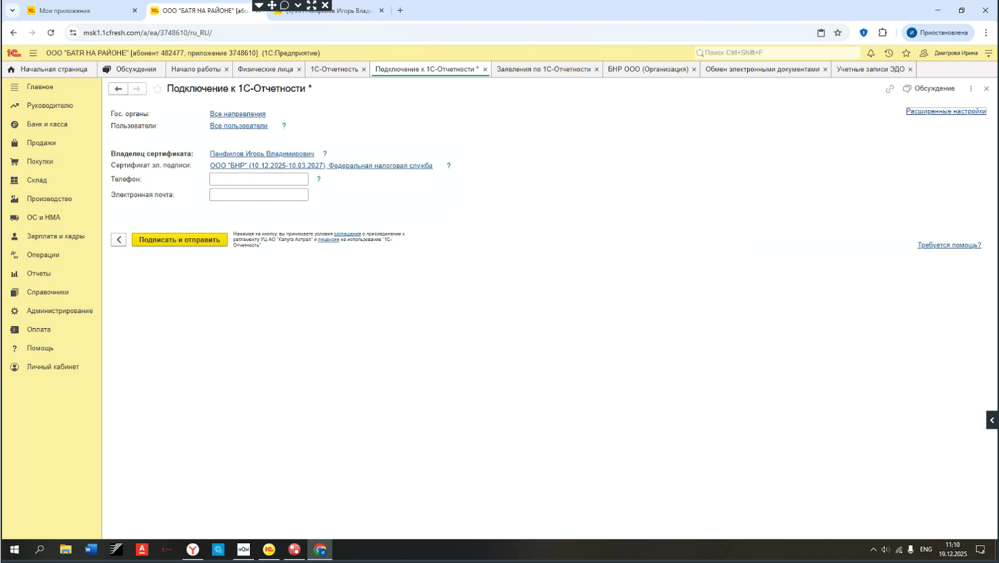 Мои приложения
ООО "БАТЯ НА РАЙОНЕ" [або
Панфилов Игорь Влади
msk1.1cfresh.com/a/ea/3748610/ru_RU/
И Приостановлена
ООО "БАТЯ НА РАЙОНЕ" [абонент 482477, приложение 3748610] (1С:Предприятие)
Поиск Ctrl+Shift+F
Дмитрова Ирина
Начальная страница
Обсуждения
Начало работы
Физические лица
1С-Отчетность
Подключение к 1С-Отчетности *
Заявления по 1С-Отчетности
БНР ООО (Организация)
Обмен электронными документами
Учетные записи ЭДО
Главное
Руководителю
Банк и касса
Продажи
Покупки
Склад
Производство
ОС и НМА
Зарплата и кадры
Операции
Отчеты
Справочники
Администрирование
Оплата
Помощь
Личный кабинет
Подключение к 1С-Отчетности *
Обсуждение
Расширенные настройки
Гос. органы: Все направления
Пользователи: Все пользователи ?
Владелец сертификата: Панфилов Игорь Владимирович ?
Сертификат эл. подписи: ООО "БНР" (10.12.2025-10.03.2027), Федеральная налоговая служба ?
Телефон: ?
Электронная почта:
Подписать и отправить
Нажимая на кнопку, вы принимаете условия соглашения о присоединении к
регламенту УЦ АО "Калуга Астрал" и лицензии на использование "1С-
Отчетность"
Требуется помощь?
aQsi
ENG
11:10
19.12.2025